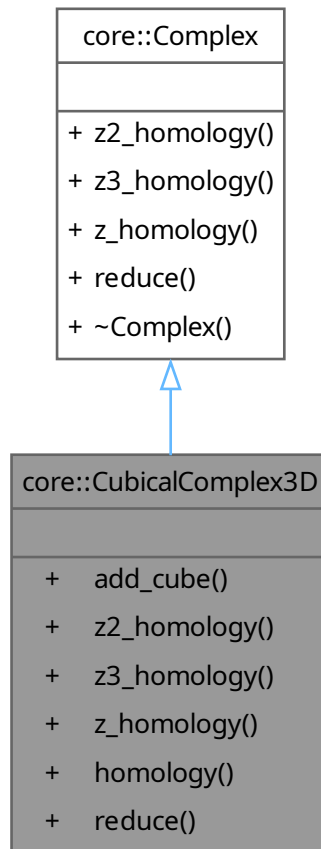 core::Complex
+ z2_homology()
+ z3_homology()
+ z_homology()
+ reduce()
+ ~Complex()
core::CubicalComplex3D
+ add_cube()
+ z2_homology()
+ z3_homology()
+ z_homology()
+ homology()
+ reduce()